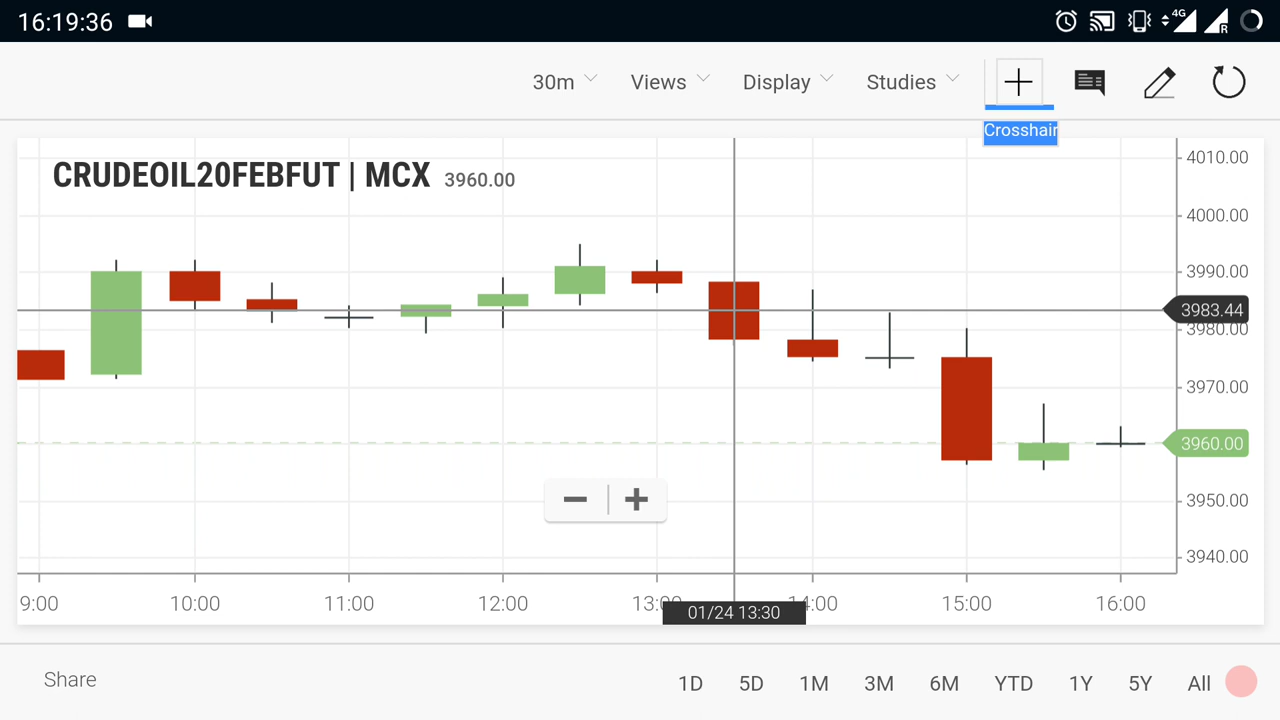 16:19:36 4G R
30m Views Display Studies
Crosshair
CRUDEOIL20FEBFUT | MCX 3960.00
4010.00
4000.00
3990.00
3983.44
3980.00
3970.00
3960.00
3950.00
3940.00
9:00 10:00 11:00 12:00 13:00 14:00 15:00 16:00
01/24 13:30
Share 1D 5D 1M 3M 6M YTD 1Y 5Y All